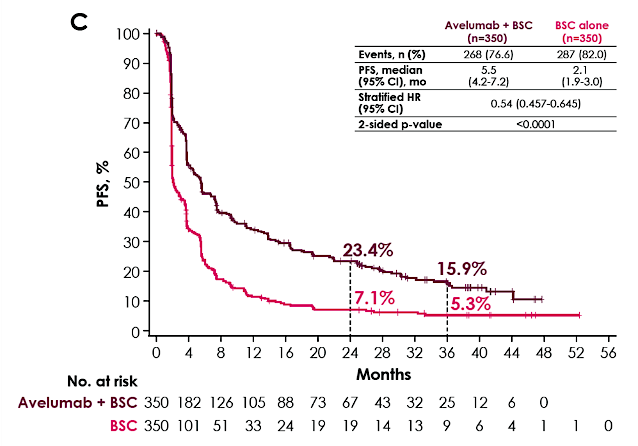 C
Avelumab + BSC BSC alone
(n=350) (n=350)
Events, n (%) 268 (76.6) 287 (82.0)
PFS, median 5.5 2.1
(95% CI), mo (4.2-7.2) (1.9-3.0)
Stratified HR
(95% CI) 0.54 (0.457-0.645)
2-sided p-value <0.0001
PFS, %
100
90
80
70
60
50
40
30
20
10
0
23.4%
15.9%
7.1%
5.3%
0 4 8 12 16 20 24 28 32 36 40 44 48 52 56
Months
No. at risk
Avelumab + BSC 350 182 126 105 88 73 67 43 32 25 12 6 0
BSC 350 101 51 33 24 19 19 14 13 9 6 4 1 1 0